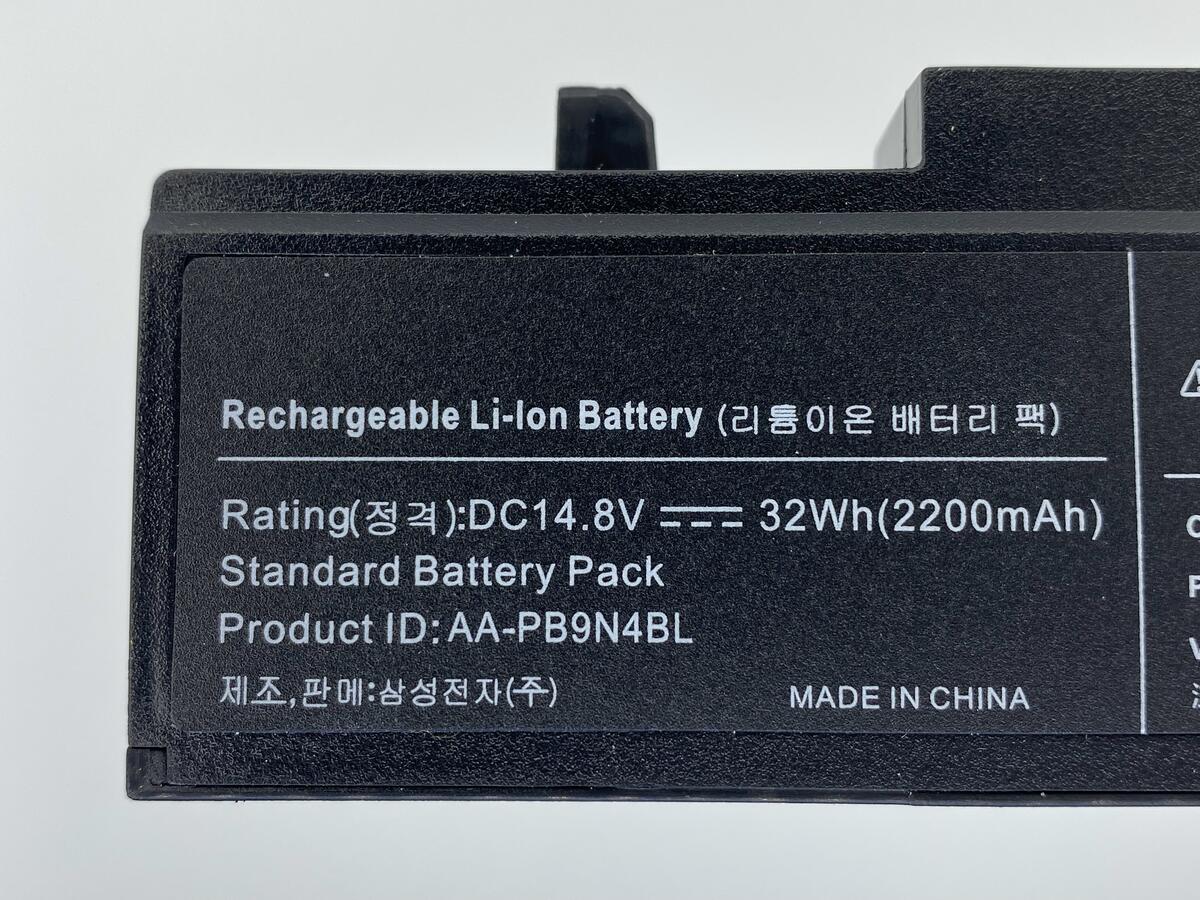 Rechargeable Li-Ion Battery (리튬이온 배터리 팩)
Rating(정격):DC14.8V ⎓ 32Wh(2200mAh)
Standard Battery Pack
Product ID: AA-PB9N4BL
제조,판메:삼성전자(주)
MADE IN CHINA